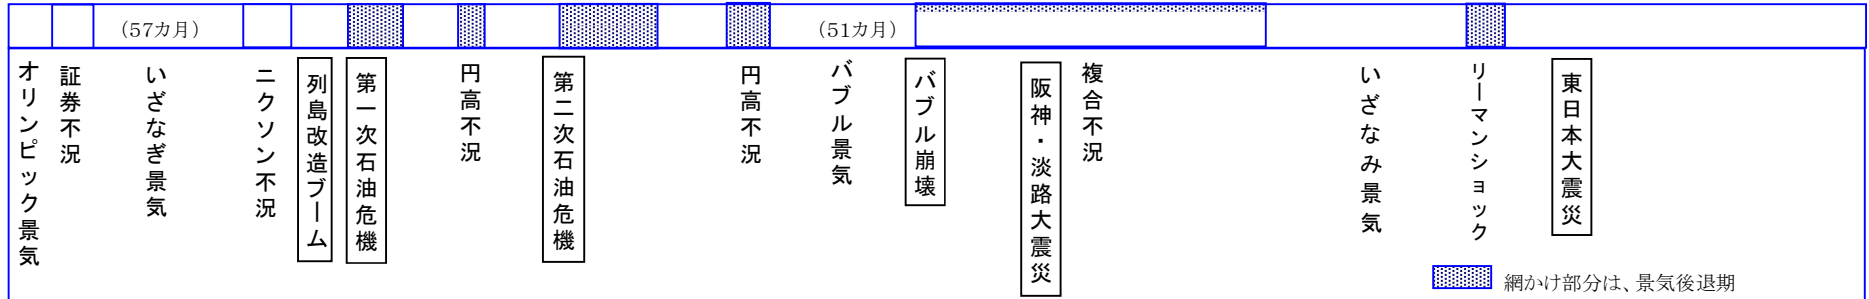 (57カ月)
(51カ月)
オリンピック景気
証券不況
いざなぎ景気
ニクソン不況
列島改造ブーム
第一次石油危機
円高不況
第二次石油危機
円高不況
バブル景気
バブル崩壊
阪神・淡路大震災
複合不況
いざなみ景気
リーマンショック
東日本大震災
網かけ部分は、景気後退期